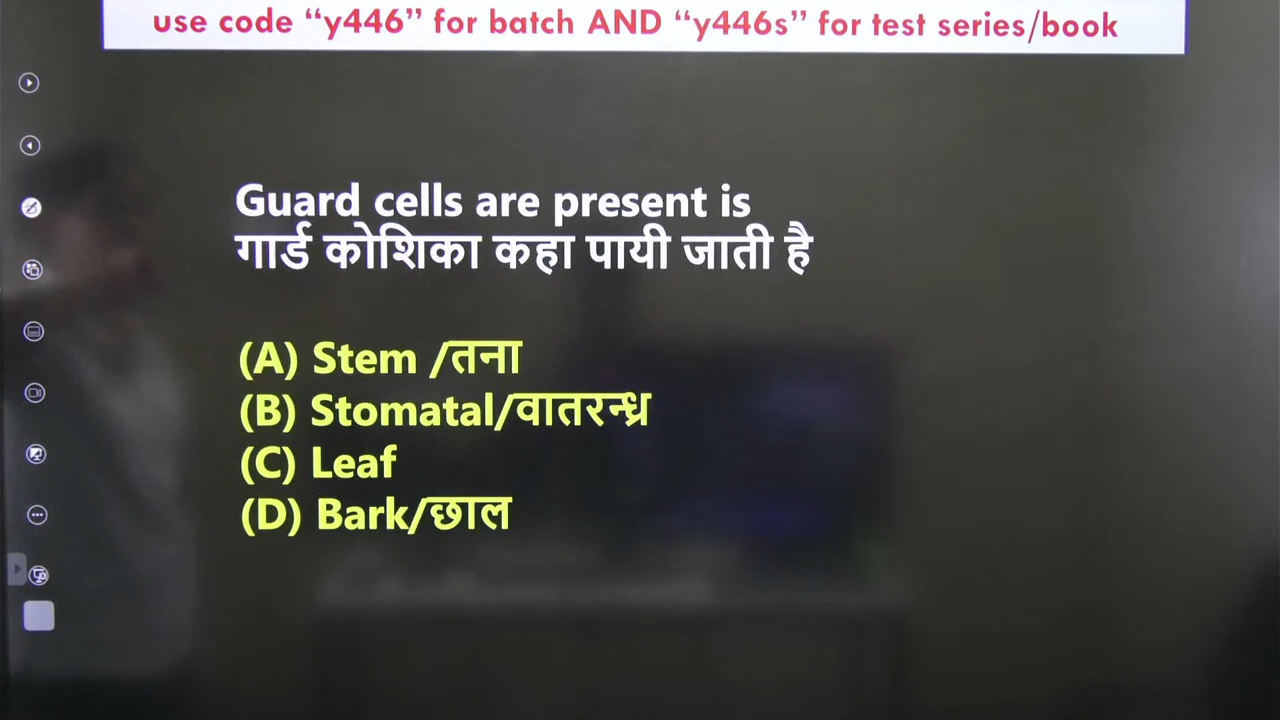 use code “y446” for batch AND “y446s” for test series/book
Guard cells are present is
गार्ड कोशिका कहा पायी जाती है
(A) Stem /तना
(B) Stomatal/वातरन्ध्र
(C) Leaf
(D) Bark/छाल